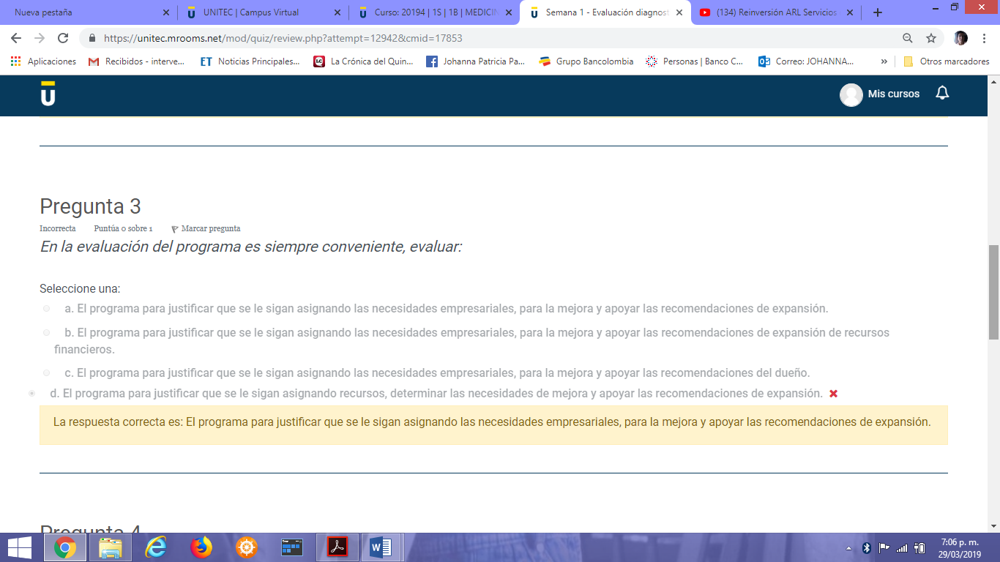 Nueva pestaña
UNITEC | Campus Virtual
Curso: 20194 | 1S | 1B | MEDICIN
Semana 1 - Evaluación diagnost
(134) Reinversión ARL Servicios
https://unitec.mrooms.net/mod/quiz/review.php?attempt=12942&cmid=17853
Aplicaciones
Recibidos - interve...
ET Noticias Principales...
La Crónica del Quin...
Johanna Patricia Pa...
Grupo Bancolombia
Personas | Banco C...
Correo: JOHANNA...
»
Otros marcadores
Mis cursos
Pregunta 3
Incorrecta Puntúa 0 sobre 1 Marcar pregunta
En la evaluación del programa es siempre conveniente, evaluar:
Seleccione una:
a. El programa para justificar que se le sigan asignando las necesidades empresariales, para la mejora y apoyar las recomendaciones de expansión.
b. El programa para justificar que se le sigan asignando las necesidades empresariales, para la mejora y apoyar las recomendaciones de expansión de recursos
financieros.
c. El programa para justificar que se le sigan asignando las necesidades empresariales, para la mejora y apoyar las recomendaciones del dueño.
d. El programa para justificar que se le sigan asignando recursos, determinar las necesidades de mejora y apoyar las recomendaciones de expansión.
La respuesta correcta es: El programa para justificar que se le sigan asignando las necesidades empresariales, para la mejora y apoyar las recomendaciones de expansión.
Pregunta 4
7:06 p. m.
29/03/2019